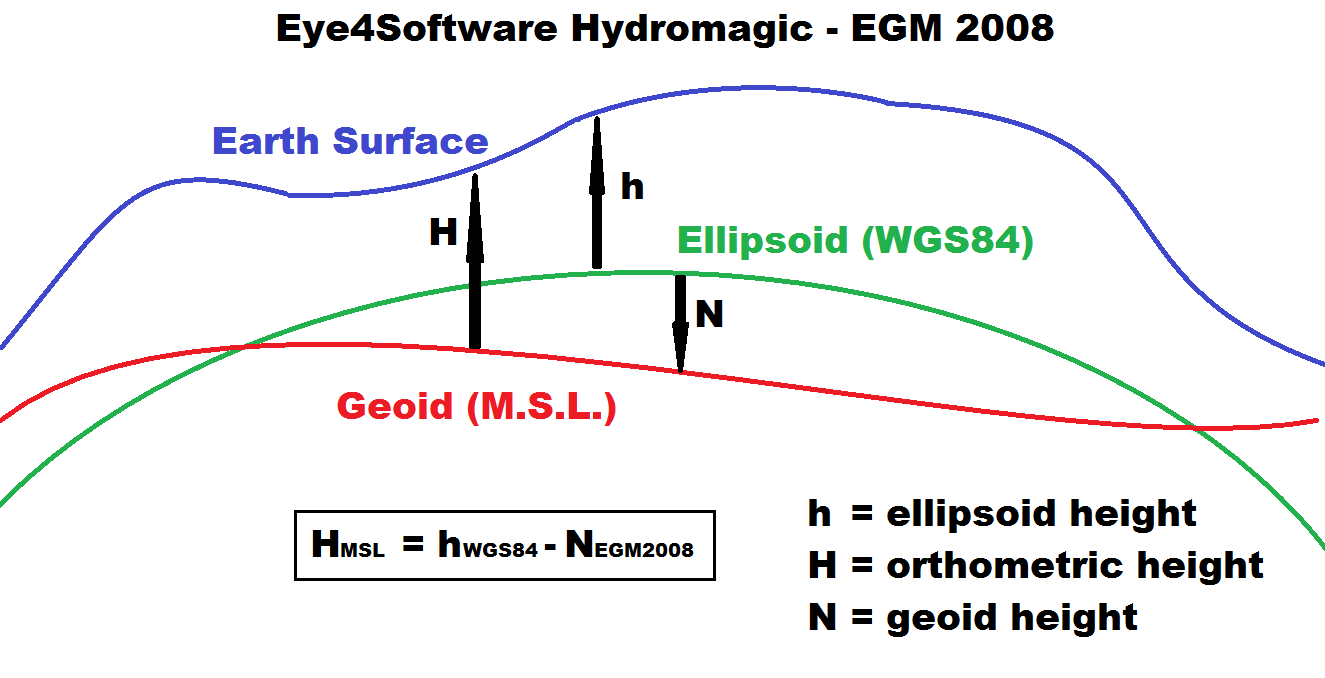 Eye4Software Hydromagic - EGM 2008
Earth Surface
h
H
Ellipsoid (WGS84)
N
Geoid (M.S.L.)
h = ellipsoid height
HMSL = hWGS84 - NEGM2008
H = orthometric height
N = geoid height